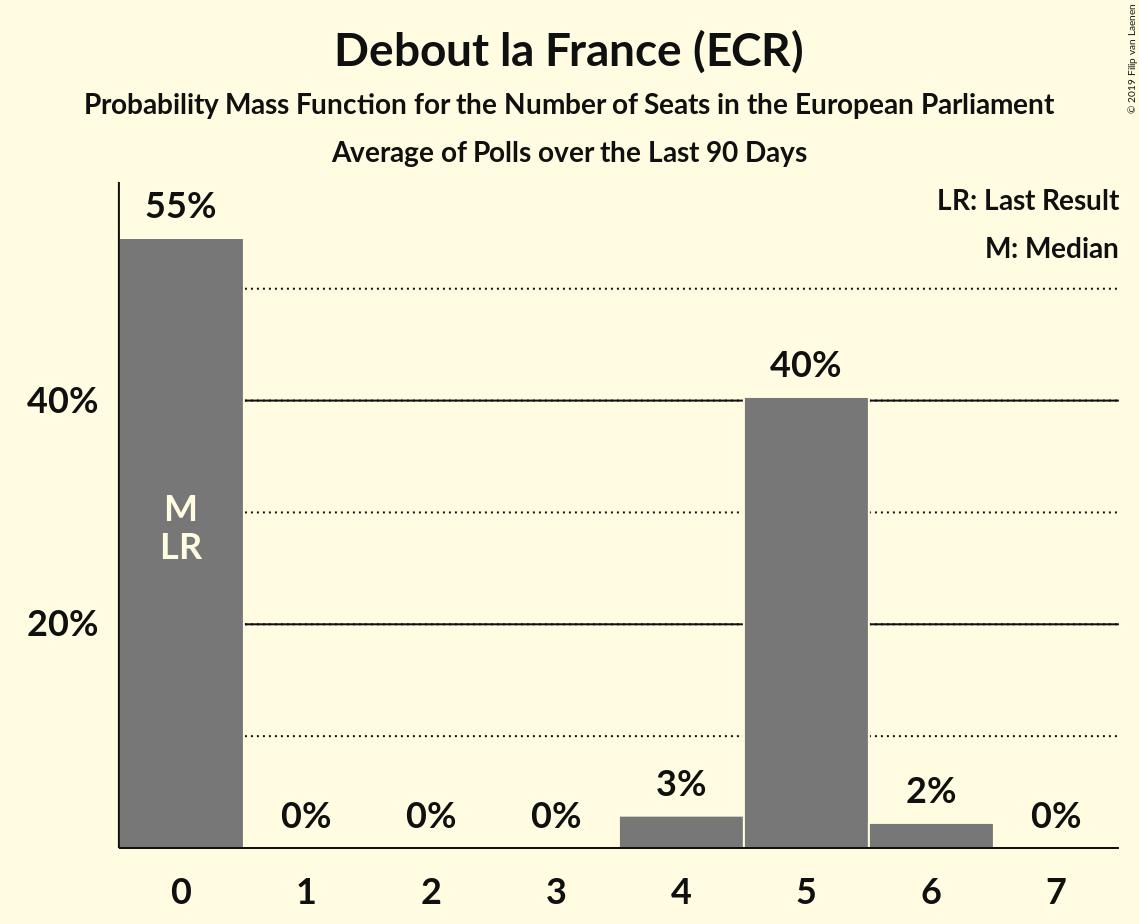 Debout la France (ECR)
Probability Mass Function for the Number of Seats in the European Parliament
Average of Polls over the Last 90 Days
© 2019 Filip van Laenen
LR: Last Result
M: Median
55%
40%
40%
M
LR
20%
3%
2%
0%
0%
0%
0%
0 1 2 3 4 5 6 7